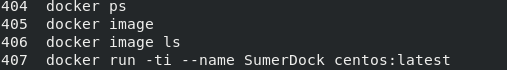 404 docker ps
405 docker image
406 docker image ls
407 docker run -ti --name SumerDock centos:latest